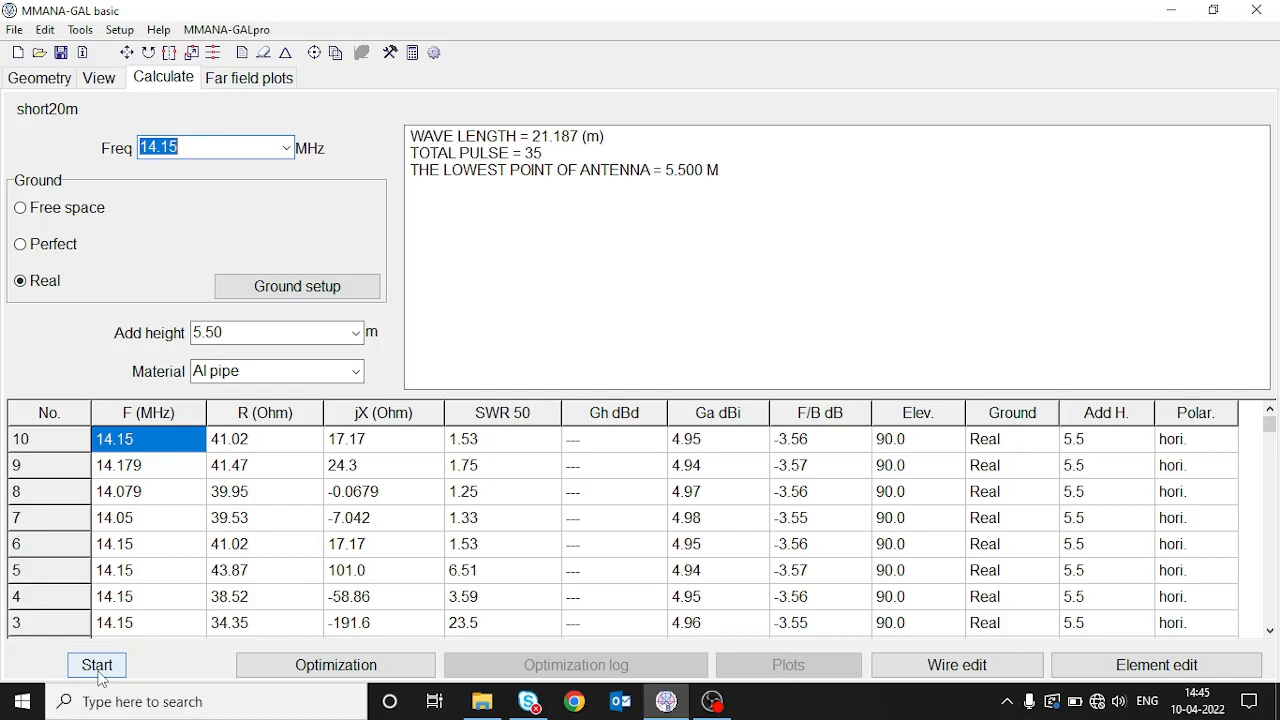 MMANA-GAL basic
File Edit Tools Setup Help MMANA-GALpro
Geometry View Calculate Far field plots
short20m
Freq 14.15 MHz
Ground
Free space
Perfect
Real
Ground setup
Add height 5.50 m
Material Al pipe
WAVE LENGTH = 21.187 (m)
TOTAL PULSE = 35
THE LOWEST POINT OF ANTENNA = 5.500 M
No. F (MHz) R (Ohm) jX (Ohm) SWR 50 Gh dBd Ga dBi F/B dB Elev. Ground Add H. Polar.
10 14.15 41.02 17.17 1.53 --- 4.95 -3.56 90.0 Real 5.5 hori.
9 14.179 41.47 24.3 1.75 --- 4.94 -3.57 90.0 Real 5.5 hori.
8 14.079 39.95 -0.0679 1.25 --- 4.97 -3.56 90.0 Real 5.5 hori.
7 14.05 39.53 -7.042 1.33 --- 4.98 -3.55 90.0 Real 5.5 hori.
6 14.15 41.02 17.17 1.53 --- 4.95 -3.56 90.0 Real 5.5 hori.
5 14.15 43.87 101.0 6.51 --- 4.94 -3.57 90.0 Real 5.5 hori.
4 14.15 38.52 -58.86 3.59 --- 4.95 -3.56 90.0 Real 5.5 hori.
3 14.15 34.35 -191.6 23.5 --- 4.96 -3.55 90.0 Real 5.5 hori.
Start Optimization Optimization log Plots Wire edit Element edit
Type here to search
ENG
14:45
10-04-2022